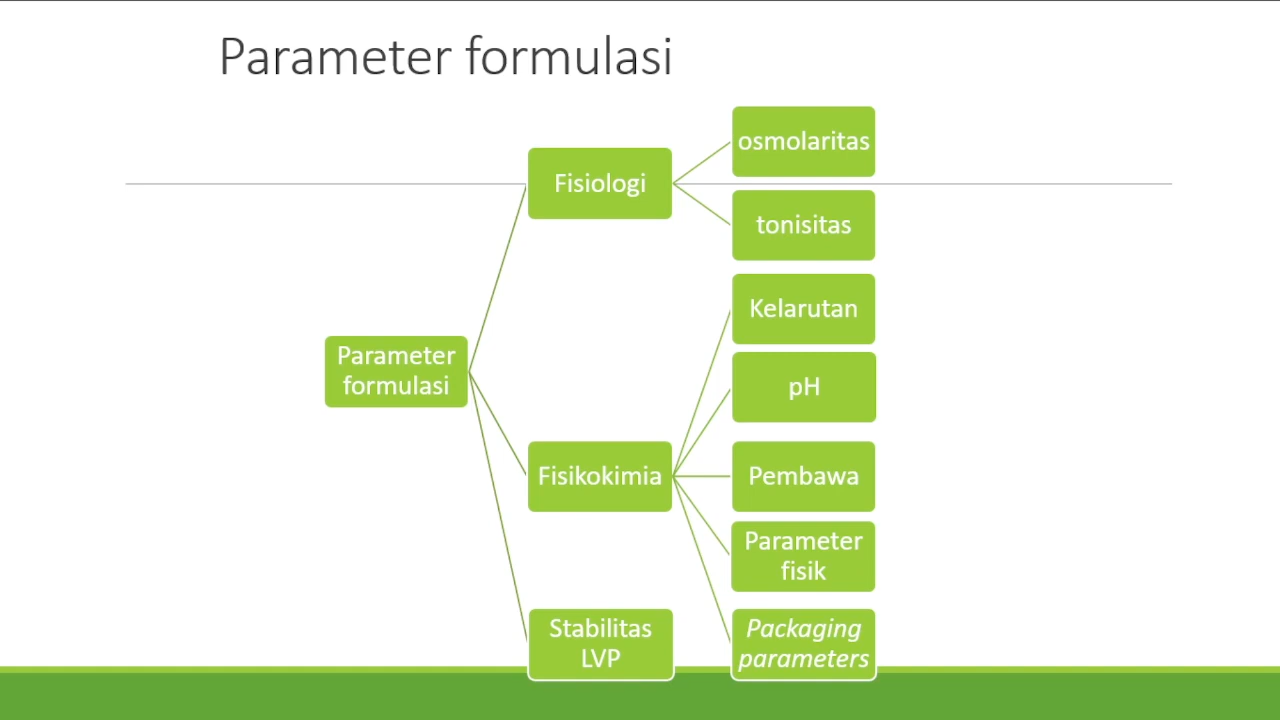 Parameter formulasi
Parameter
formulasi
Fisiologi
osmolaritas
tonisitas
Fisikokimia
Kelarutan
pH
Pembawa
Parameter
fisik
Packaging
parameters
Stabilitas
LVP